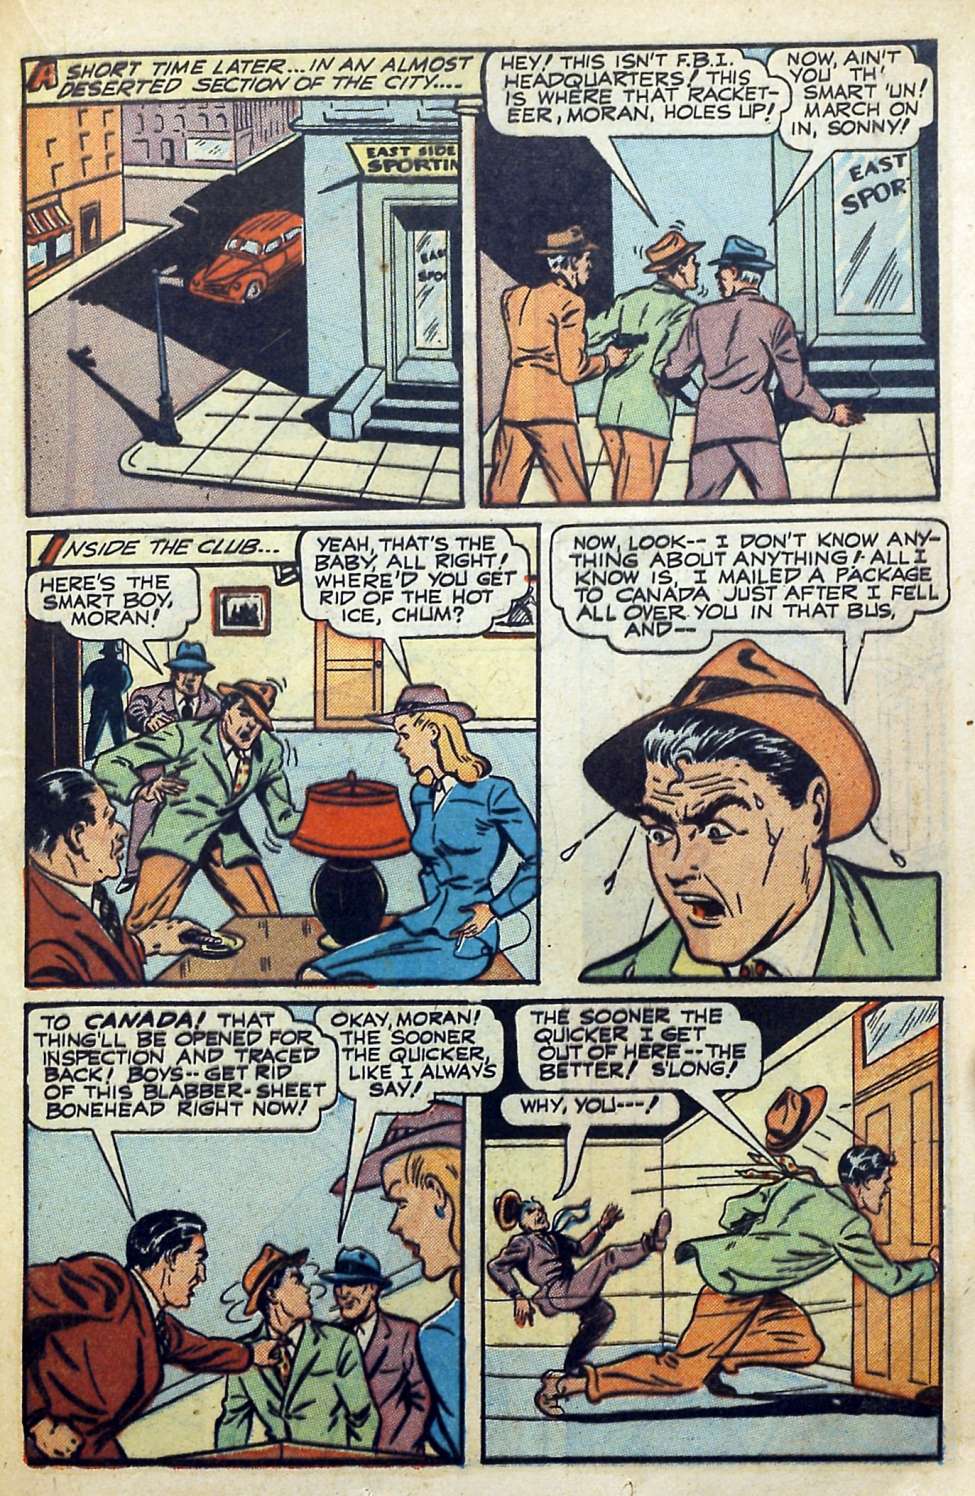 A SHORT TIME LATER... IN AN ALMOST
DESERTED SECTION OF THE CITY....
EAST SIDE
SPORTIN
EAS
SPO
HEY! THIS ISN'T F.B.I.
HEADQUARTERS! THIS
IS WHERE THAT RACKET-
EER, MORAN, HOLES UP!
NOW, AIN'T
YOU TH'
SMART 'UN!
MARCH ON
IN, SONNY!
EAST
SPOR
INSIDE THE CLUB...
HERE'S THE
SMART BOY,
MORAN!
YEAH, THAT'S THE
BABY, ALL RIGHT!
WHERE'D YOU GET
RID OF THE HOT
ICE, CHUM?
NOW, LOOK-- I DON'T KNOW ANY-
THING ABOUT ANYTHING! ALL I
KNOW IS, I MAILED A PACKAGE
TO CANADA JUST AFTER I FELL
ALL OVER YOU IN THAT BUS,
AND--
TO CANADA! THAT
THING'LL BE OPENED FOR
INSPECTION AND TRACED
BACK! BOYS-- GET RID
OF THIS BLABBER-SHEET
BONEHEAD RIGHT NOW!
OKAY, MORAN!
THE SOONER
THE QUICKER,
LIKE I ALWAYS
SAY!
THE SOONER THE
QUICKER I GET
OUT OF HERE--THE
BETTER! S'LONG!
WHY, YOU---!